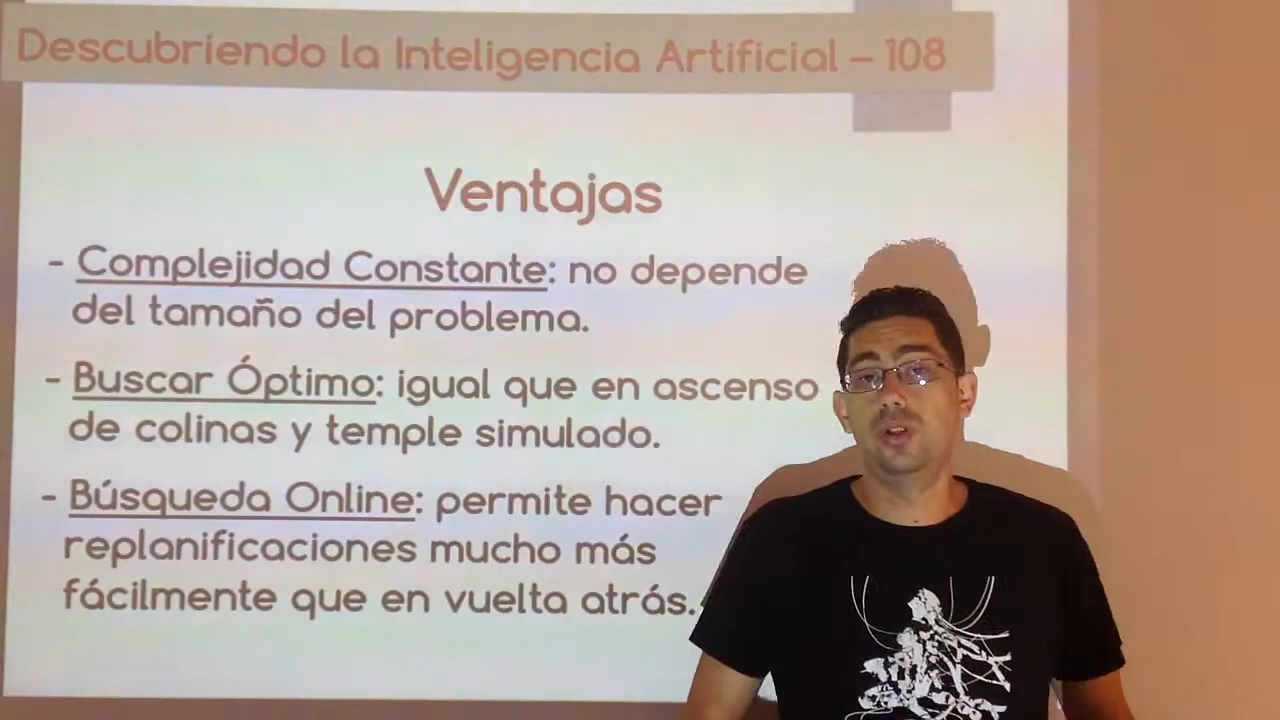 Descubriendo la Inteligencia Artificial – 108
Ventajas
- Complejidad Constante: no depende
del tamaño del problema.
- Buscar Óptimo: igual que en ascenso
de colinas y temple simulado.
- Búsqueda Online: permite hacer
replanificaciones mucho más
fácilmente que en vuelta atrás.